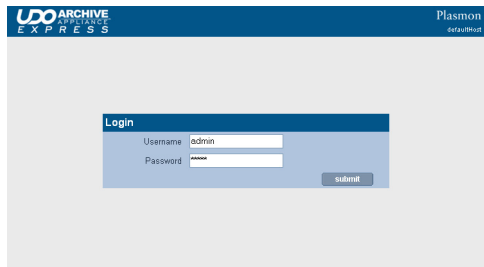 UDO ARCHIVE
APPLIANCE
EXPRESS
Plasmon
defaultHost
Login
Username admin
Password *****
submit